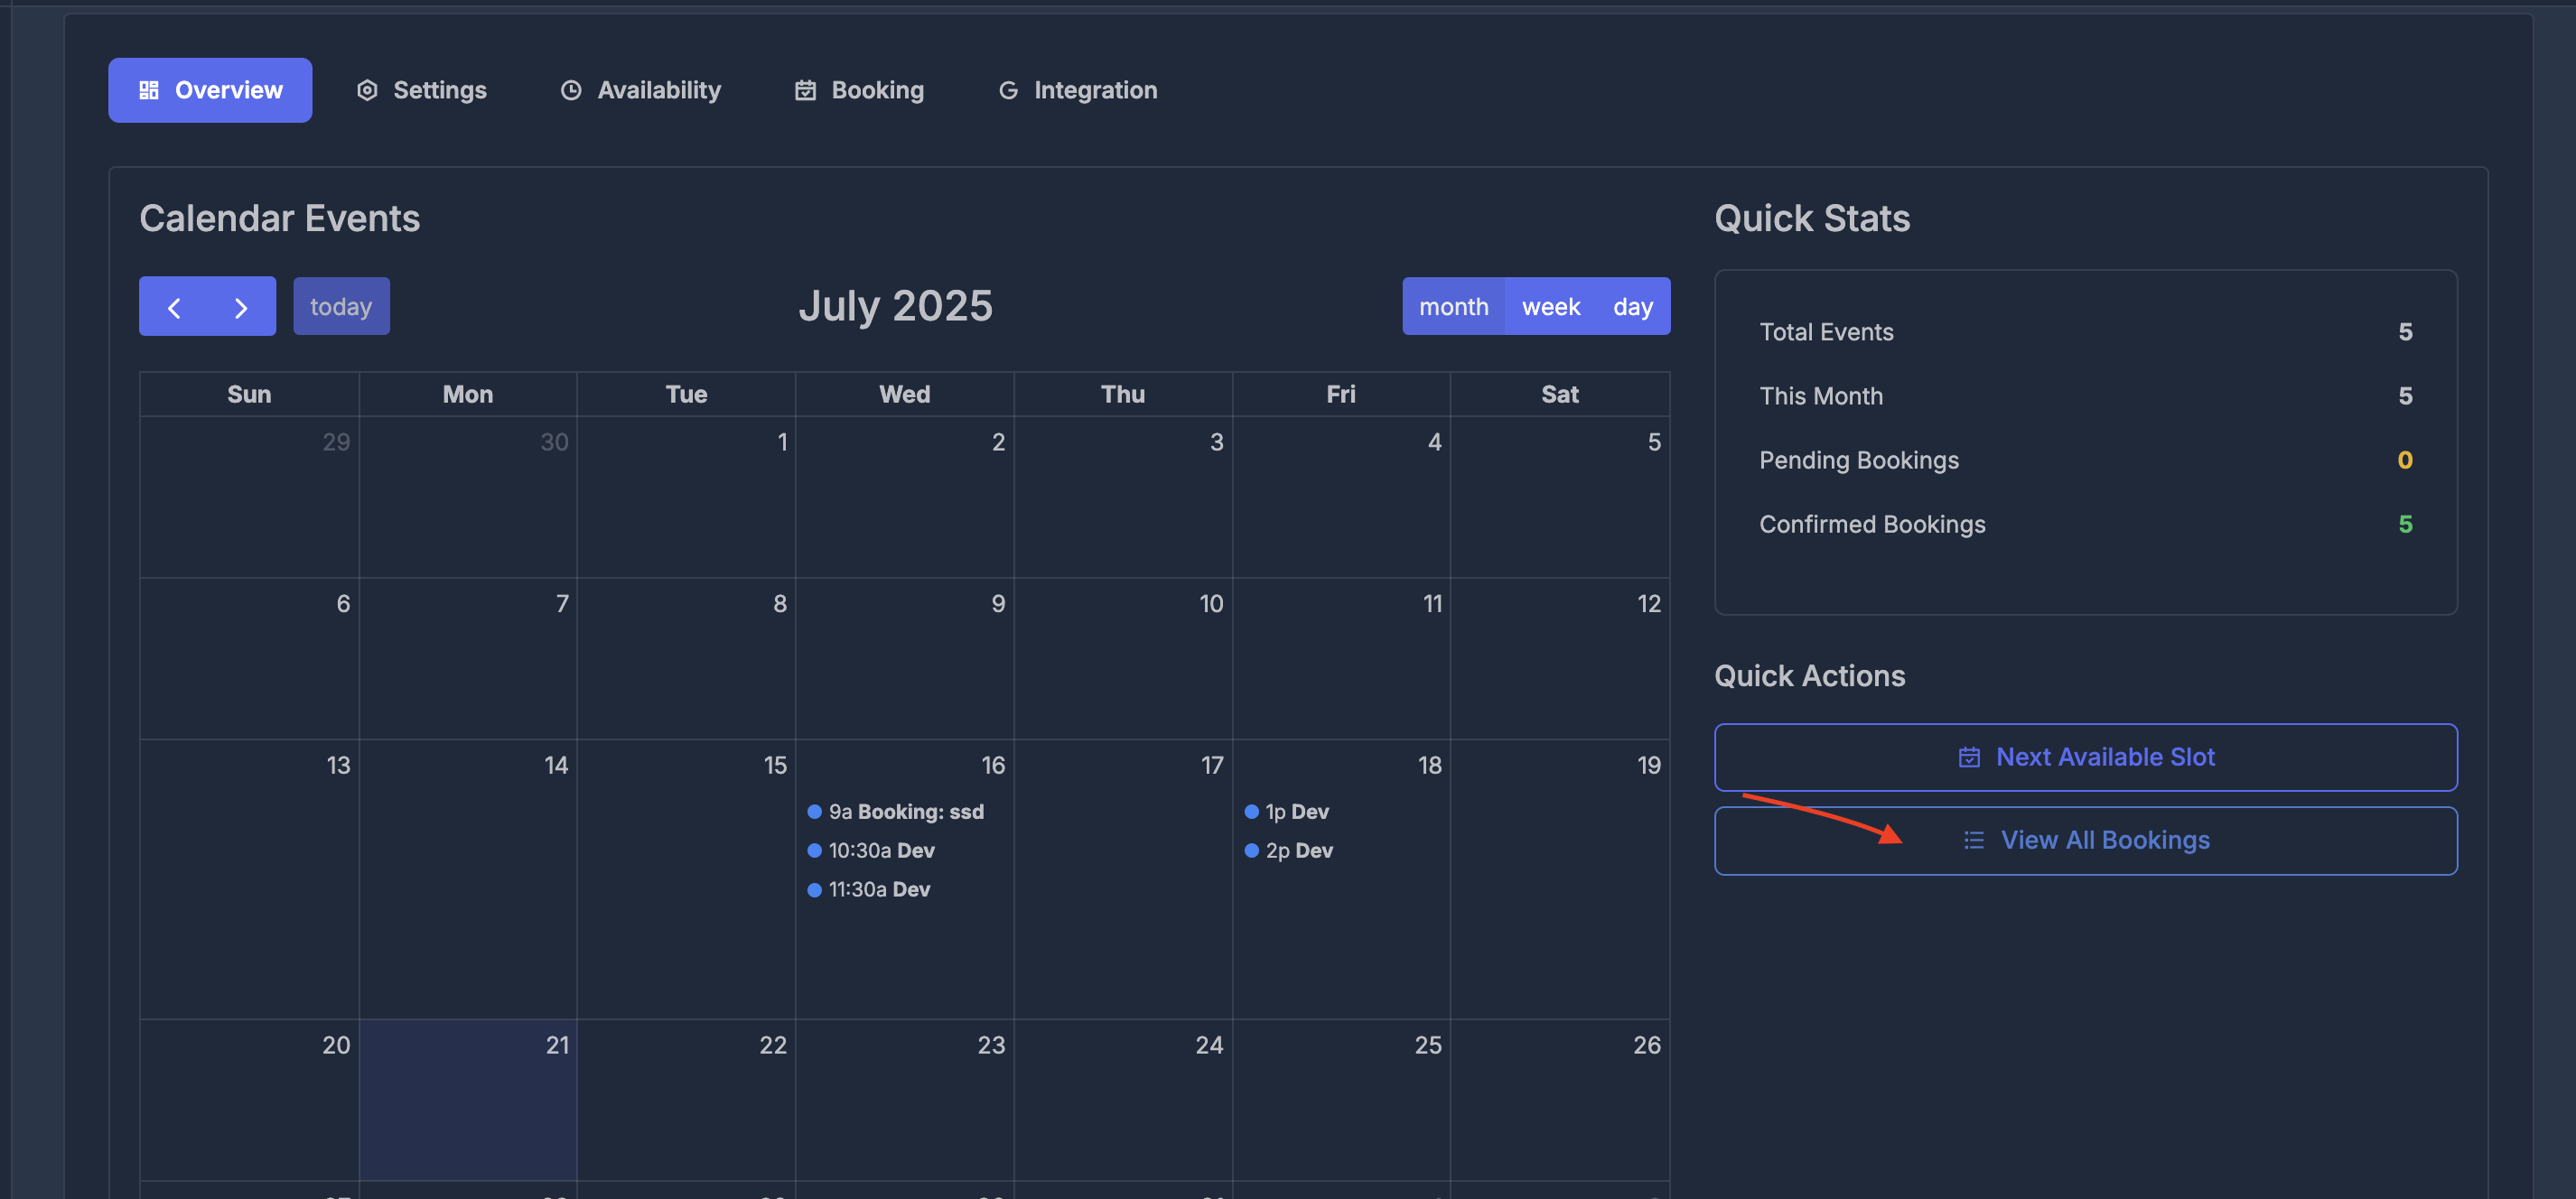 Overview Settings Availability Booking Integration
Calendar Events
today July 2025 month week day
Sun Mon Tue Wed Thu Fri Sat
29 30 1 2 3 4 5
6 7 8 9 10 11 12
13 14 15 16 17 18 19
9a Booking: ssd
10:30a Dev
11:30a Dev
1p Dev
2p Dev
20 21 22 23 24 25 26
Quick Stats
Total Events 5
This Month 5
Pending Bookings 0
Confirmed Bookings 5
Quick Actions
Next Available Slot
View All Bookings